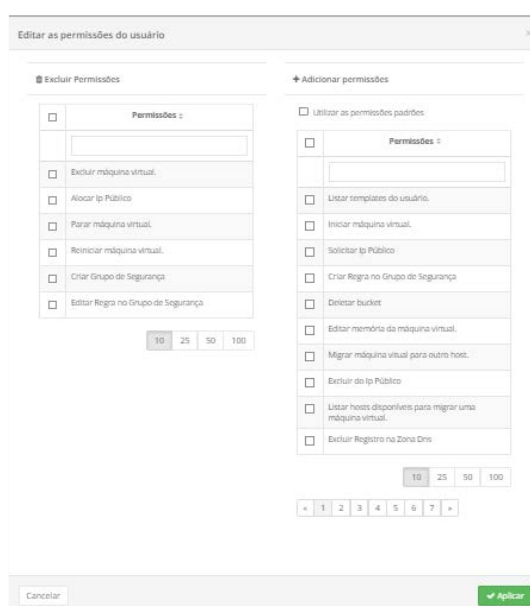 Editar as permissões do usuário
×
Excluir Permissões
Permissões
Excluir máquina virtual.
Alocar Ip Público
Parar máquina virtual.
Reiniciar máquina virtual.
Criar Grupo de Segurança
Editar Regra no Grupo de Segurança
10 25 50 100
+ Adicionar permissões
Utilizar as permissões padrões
Permissões
Listar templates do usuário.
Iniciar máquina virtual.
Solicitar Ip Público
Criar Regra no Grupo de Segurança
Deletar bucket
Editar memória da máquina virtual.
Migrar máquina visual para outro host.
Excluir do Ip Público
Listar hosts disponíveis para migrar uma
máquina virtual.
Excluir Registro na Zona Dns
10 25 50 100
« 1 2 3 4 5 6 7 »
Cancelar
Aplicar